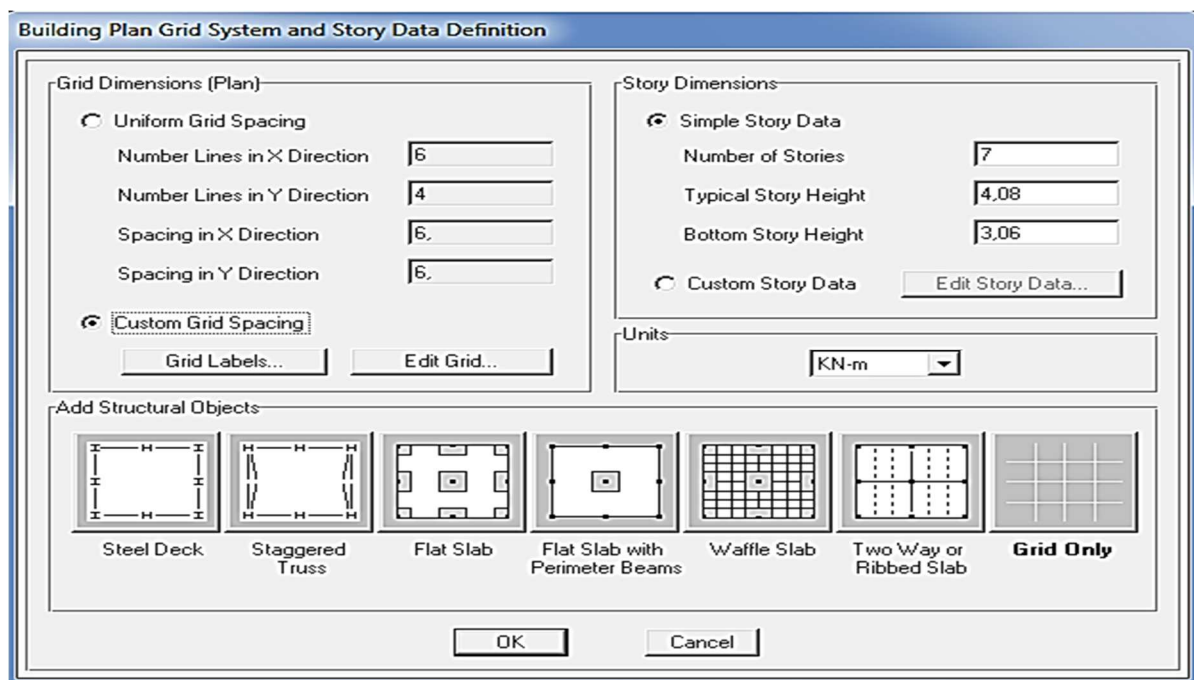 Building Plan Grid System and Story Data Definition
Grid Dimensions (Plan)
Uniform Grid Spacing
Number Lines in X Direction 6
Number Lines in Y Direction 4
Spacing in X Direction 6,
Spacing in Y Direction 6,
Custom Grid Spacing
Grid Labels... Edit Grid...
Story Dimensions
Simple Story Data
Number of Stories 7
Typical Story Height 4,08
Bottom Story Height 3,06
Custom Story Data Edit Story Data...
Units
KN-m
Add Structural Objects
Steel Deck
Staggered
Truss
Flat Slab
Flat Slab with
Perimeter Beams
Waffle Slab
Two Way or
Ribbed Slab
Grid Only
OK Cancel